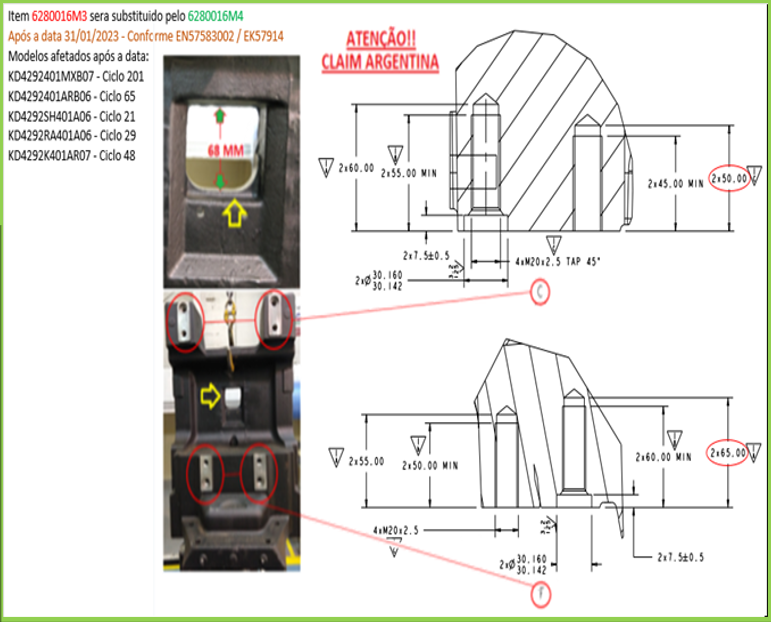 Item 6280016M3 sera substituido pelo 6280016M4
Após a data 31/01/2023 - Conforme EN57583002 / EK57914
Modelos afetados após a data:
KD4292401MXB07 - Ciclo 201
KD4292401ARB06 - Ciclo 65
KD4292SH401A06 - Ciclo 21
KD4292RA401A06 - Ciclo 29
KD4292K401AR07 - Ciclo 48
ATENÇÃO!!
CLAIM ARGENTINA
68 MM
2x60.00
2x55.00 MIN
2x45.00 MIN
2x50.00
2x7.5±0.5
4xM20x2.5 TAP 45°
2xØ30.160
30.142
C
2x55.00
2x50.00 MIN
2x60.00 MIN
2x65.00
4xM20x2.5
2xØ30.160
30.142
2x7.5±0.5
F